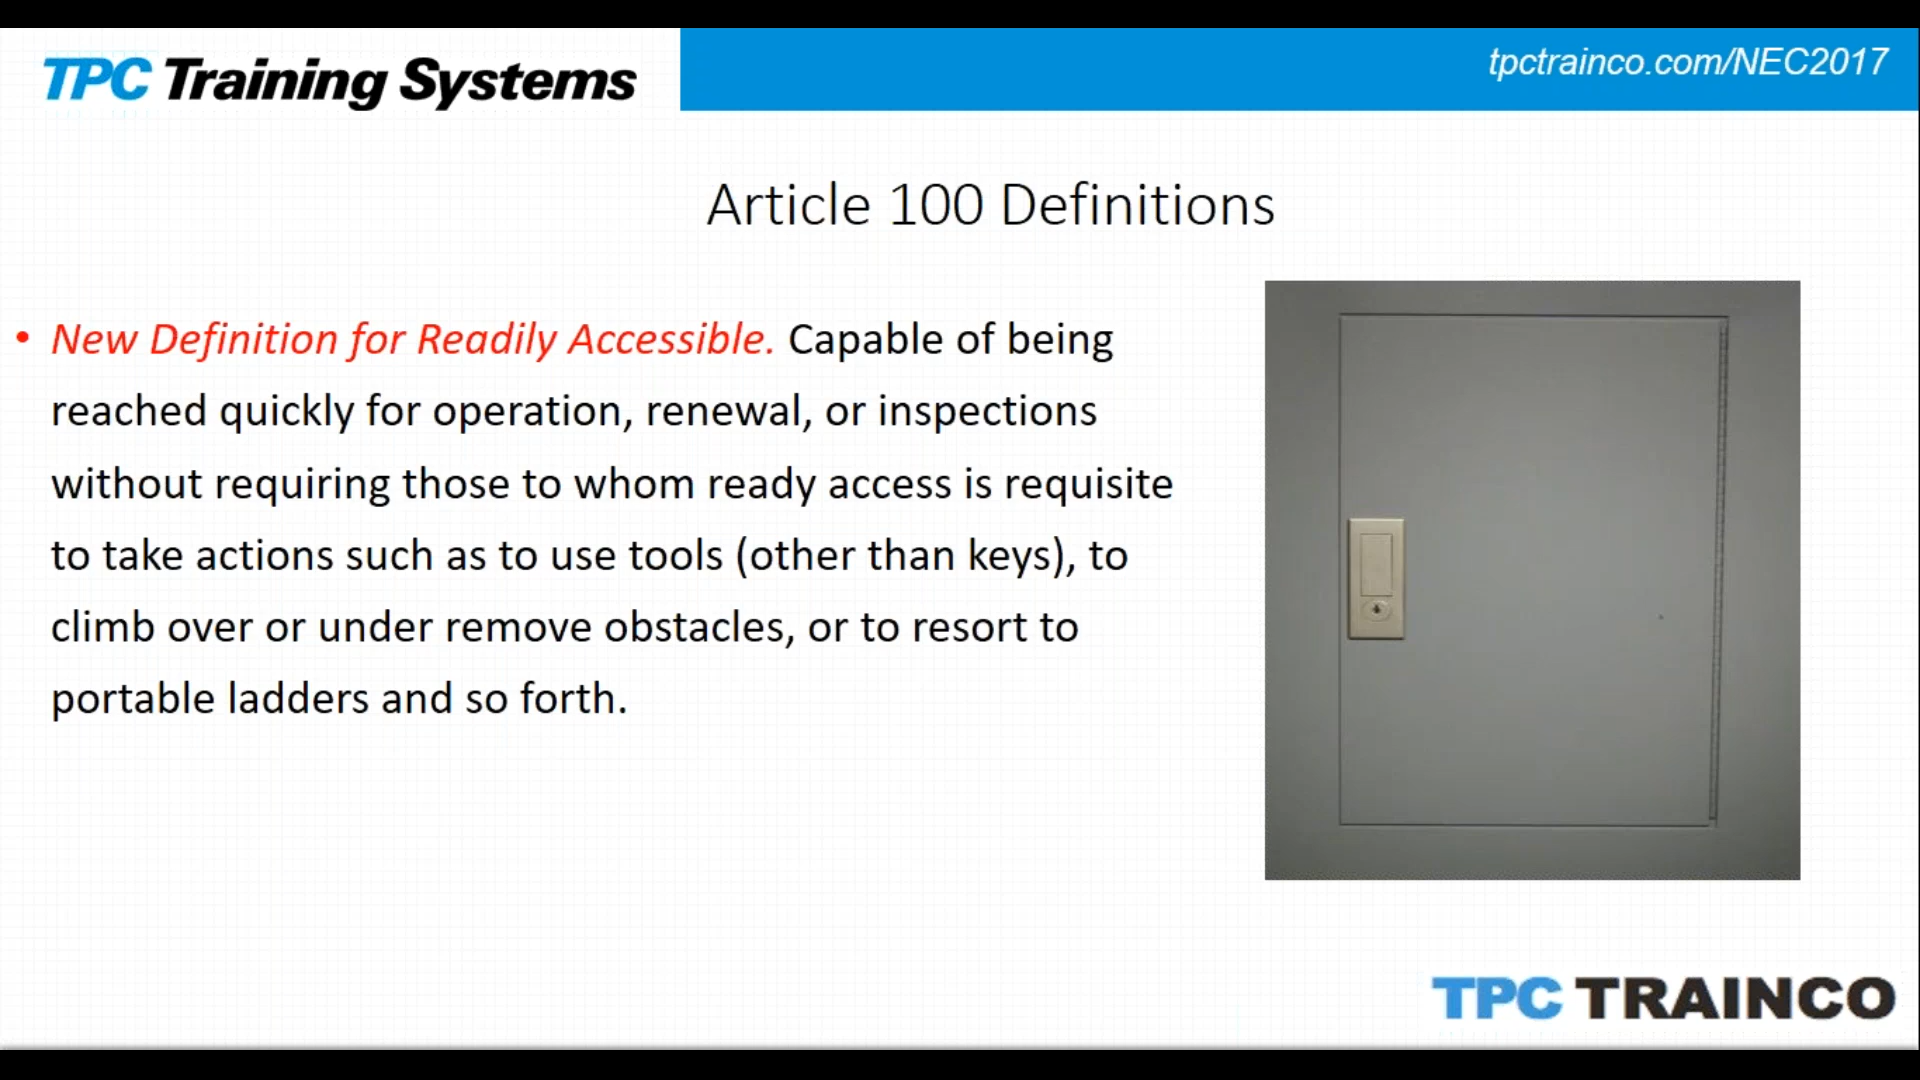 TPC Training Systems
tpctrainco.com/NEC2017
Article 100 Definitions
• New Definition for Readily Accessible. Capable of being
reached quickly for operation, renewal, or inspections
without requiring those to whom ready access is requisite
to take actions such as to use tools (other than keys), to
climb over or under remove obstacles, or to resort to
portable ladders and so forth.
TPC TRAINCO